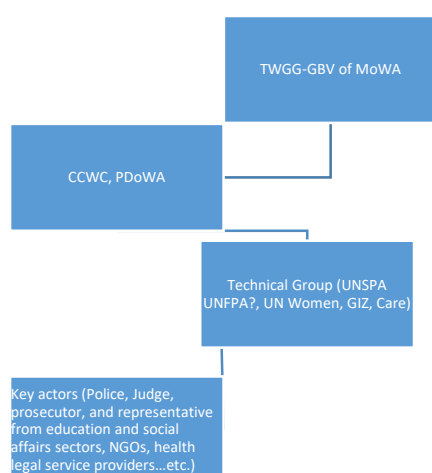 TWGG-GBV of MoWA
CCWC, PDoWA
Technical Group (UNSPA
UNFPA?, UN Women, GIZ, Care)
Key actors (Police, Judge,
prosecutor, and representative
from education and social
affairs sectors, NGOs, health
legal service providers...etc.)